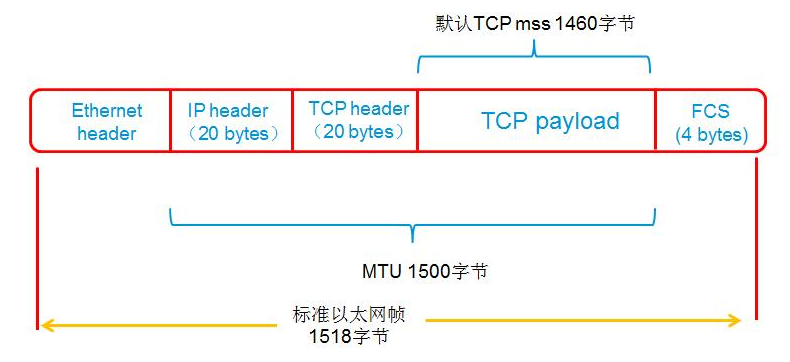 默认TCP mss 1460字节
Ethernet
header
IP header
（20 bytes）
TCP header
（20 bytes）
TCP payload
FCS
(4 bytes)
MTU 1500字节
标准以太网帧
1518字节